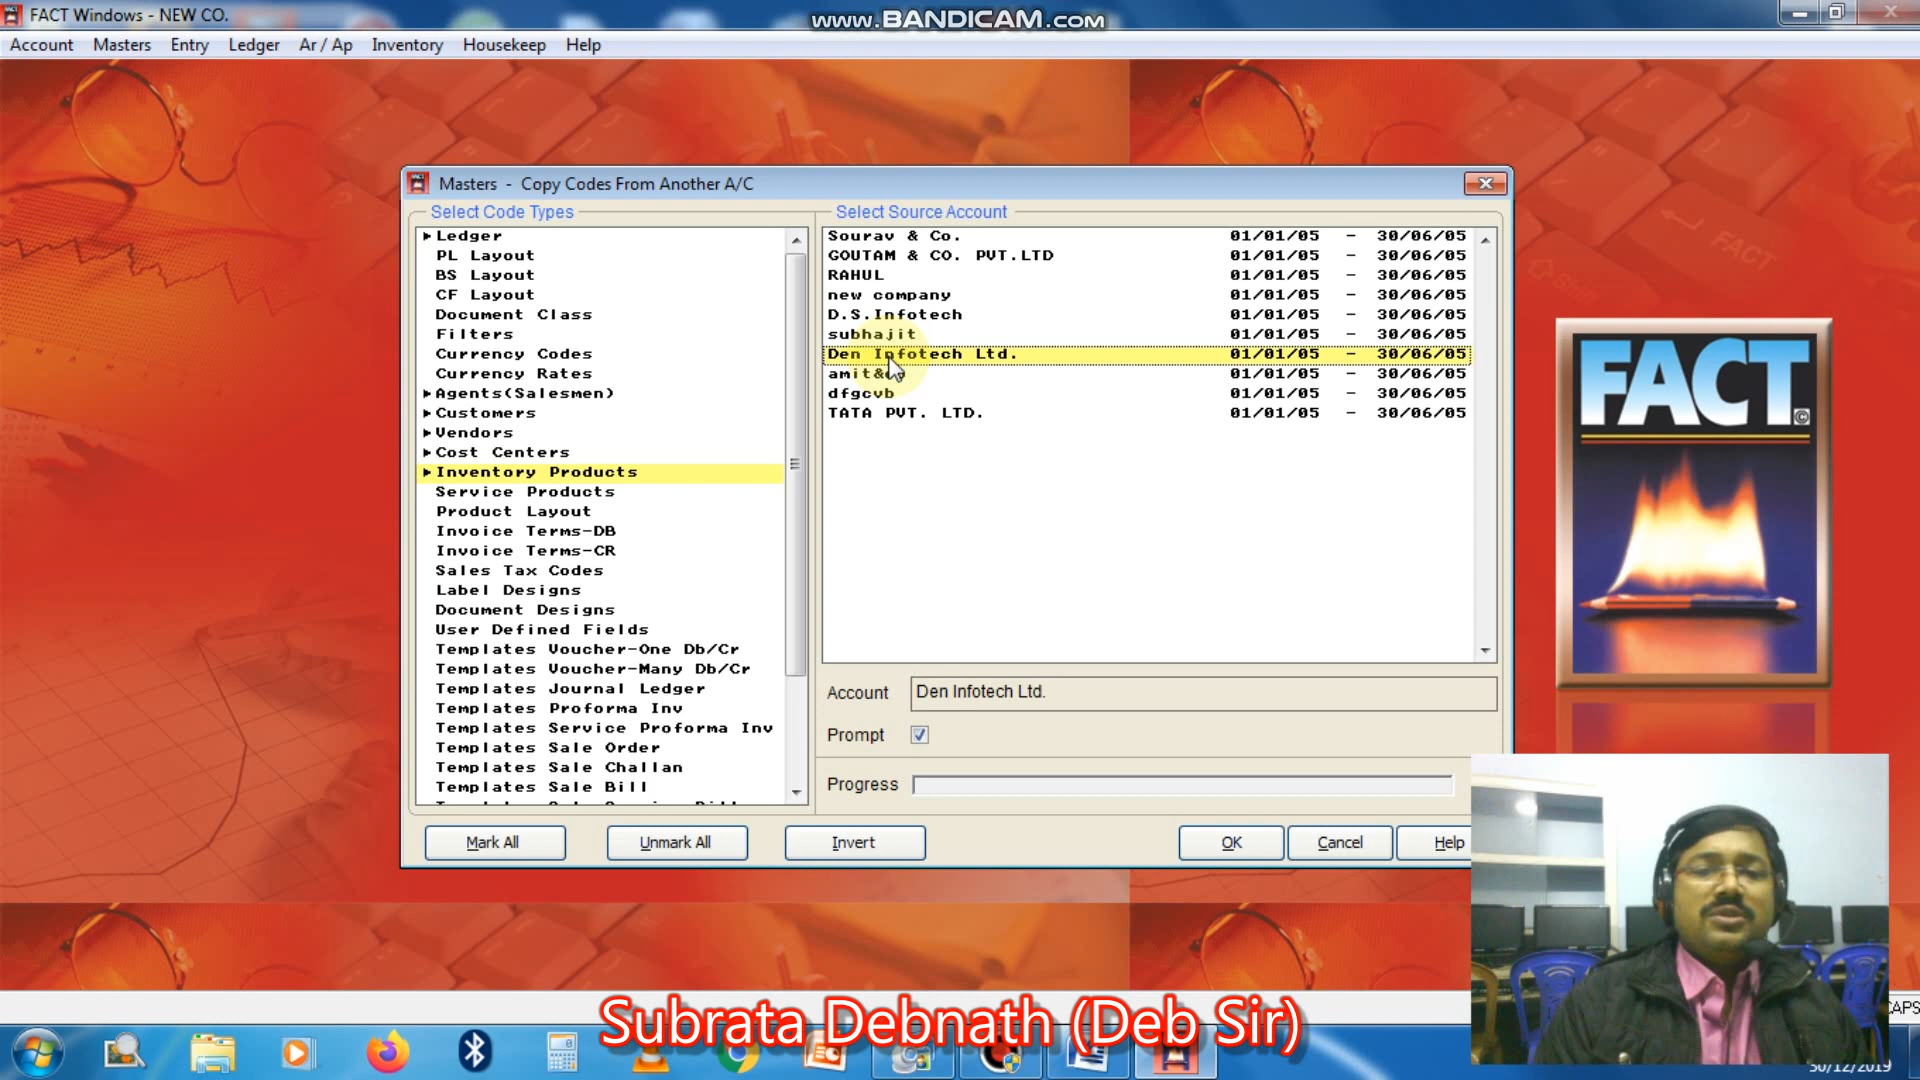 FACT Windows - NEW CO.
www.BANDICAM.com
Account Masters Entry Ledger Ar / Ap Inventory Housekeep Help
Masters - Copy Codes From Another A/C
Select Code Types
Ledger
PL Layout
BS Layout
CF Layout
Document Class
Filters
Currency Codes
Currency Rates
Agents(Salesmen)
Customers
Vendors
Cost Centers
Inventory Products
Service Products
Product Layout
Invoice Terms-DB
Invoice Terms-CR
Sales Tax Codes
Label Designs
Document Designs
User Defined Fields
Templates Voucher-One Db/Cr
Templates Voucher-Many Db/Cr
Templates Journal Ledger
Templates Proforma Inv
Templates Service Proforma Inv
Templates Sale Order
Templates Sale Challan
Templates Sale Bill
Select Source Account
Sourav & Co. 01/01/05 - 30/06/05
GOUTAM & CO. PVT.LTD 01/01/05 - 30/06/05
RAHUL 01/01/05 - 30/06/05
new company 01/01/05 - 30/06/05
D.S.Infotech 01/01/05 - 30/06/05
subhajit 01/01/05 - 30/06/05
Den Infotech Ltd. 01/01/05 - 30/06/05
01/01/05 - 30/06/05
dfgcvb 01/01/05 - 30/06/05
TATA PVT. LTD. 01/01/05 - 30/06/05
Account Den Infotech Ltd.
Prompt
Progress
Mark All Unmark All Invert OK Cancel Help
FACT
FACT
Subrata Debnath (Deb Sir)
CAPS
30/12/2019